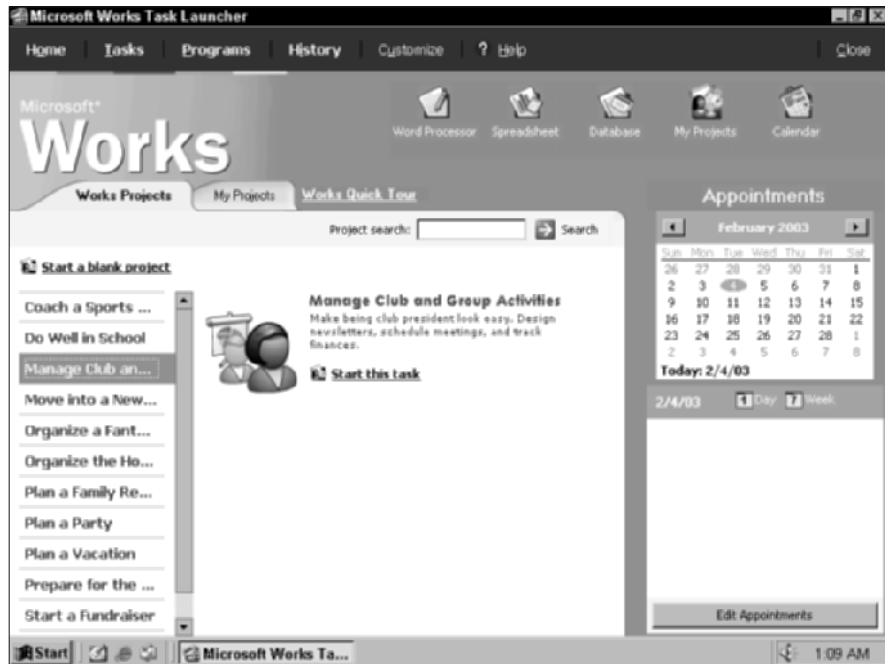 Microsoft Works Task Launcher
Home Tasks Programs History Customize ? Help Close
Microsoft®
Works
Word Processor Spreadsheet Database My Projects Calendar
Works Projects My Projects Works Quick Tour
Project search: Search
Start a blank project
Coach a Sports ...
Do Well in School
Manage Club an...
Move into a New...
Organize a Fant...
Organize the Ho...
Plan a Family Re...
Plan a Party
Plan a Vacation
Prepare for the ...
Start a Fundraiser
Manage Club and Group Activities
Make being club president look easy. Design
newsletters, schedule meetings, and track
finances.
Start this task
Appointments
February 2003
Sun Mon Tue Wed Thu Fri Sat
26 27 28 29 30 31 1
2 3 4 5 6 7 8
9 10 11 12 13 14 15
16 17 18 19 20 21 22
23 24 25 26 27 28 1
2 3 4 5 6 7 8
Today: 2/4/03
2/4/03 1 Day 7 Week
Edit Appointments
Start Microsoft Works Ta... 1:09 AM